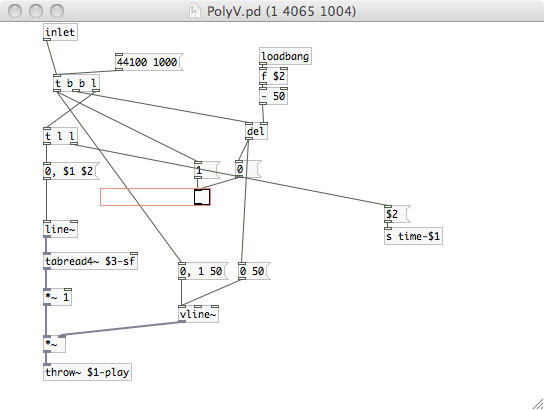 PolyV.pd (1 4065 1004)
inlet
44100 1000
loadbang
f $2
t b b l
- 50
del
t l l
0, $1 $2
1
0
$2
line~
s time-$1
tabread4~ $3-sf
0, 1 50
0 50
*~ 1
vline~
*~
throw~ $1-play